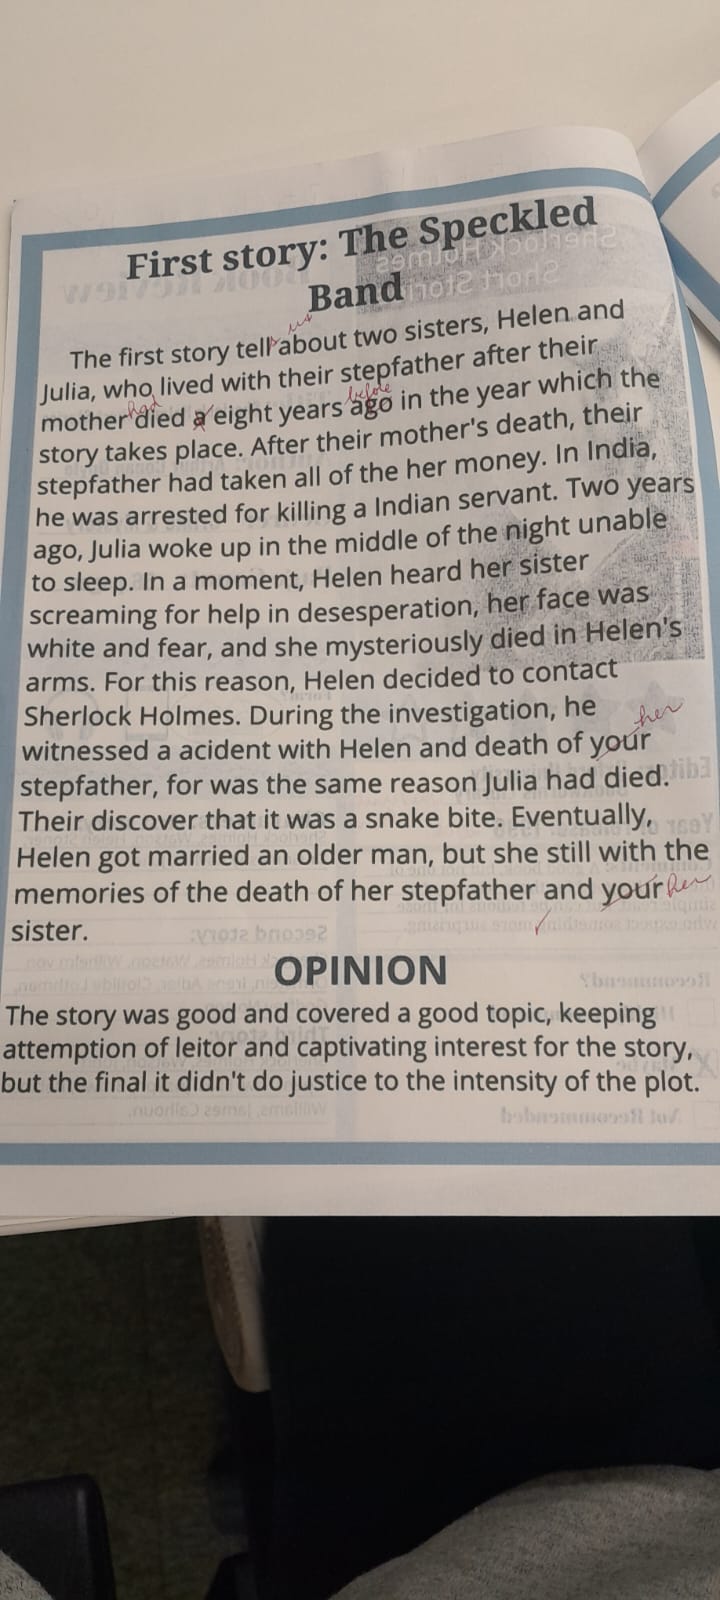 First story: The Speckled
Band
us
The first story tells about two sisters, Helen and
Julia, who lived with their stepfather after their
had before
mother died a eight years ago in the year which the
story takes place. After their mother's death, their
stepfather had taken all of the her money. In India,
he was arrested for killing a Indian servant. Two years
ago, Julia woke up in the middle of the night unable
to sleep. In a moment, Helen heard her sister
screaming for help in desesperation, her face was
white and fear, and she mysteriously died in Helen's
arms. For this reason, Helen decided to contact
Sherlock Holmes. During the investigation, he
her
witnessed a acident with Helen and death of your
stepfather, for was the same reason Julia had died.
Their discover that it was a snake bite. Eventually,
Helen got married an older man, but she still with the
memories of the death of her stepfather and your her
sister.
OPINION
The story was good and covered a good topic, keeping
attemption of leitor and captivating interest for the story,
but the final it didn't do justice to the intensity of the plot.